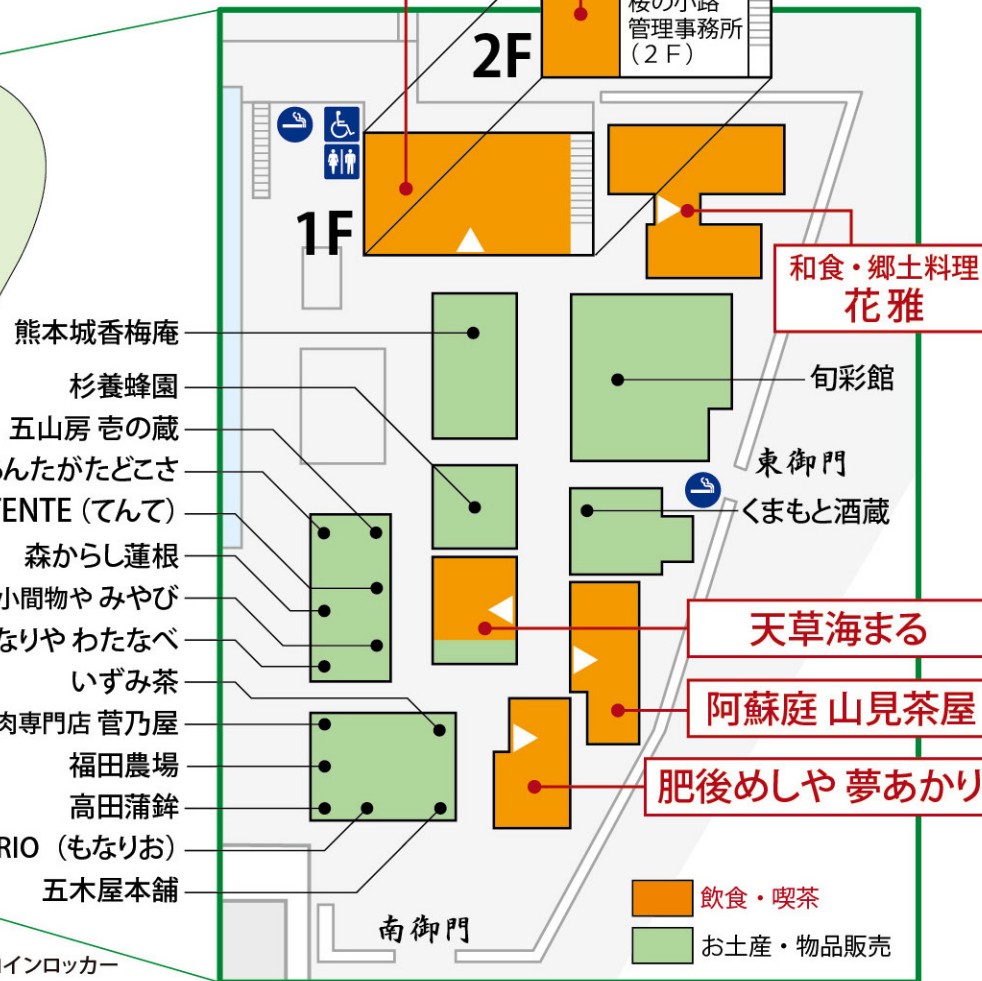 桜の小路
管理事務所
（２Ｆ）
2F
1F
和食・郷土料理
花雅
熊本城香梅庵
杉養蜂園
旬彩館
五山房 壱の蔵
んたがたどこさ
東御門
TENTE（てんて）
くまもと酒蔵
森からし蓮根
小間物や みやび
天草海まる
なりや わたなべ
いずみ茶
阿蘇庭 山見茶屋
肉専門店 菅乃屋
福田農場
肥後めしや 夢あかり
高田蒲鉾
RIO（もなりお）
五木屋本舗
飲食・喫茶
南御門
お土産・物品販売
インロッカー